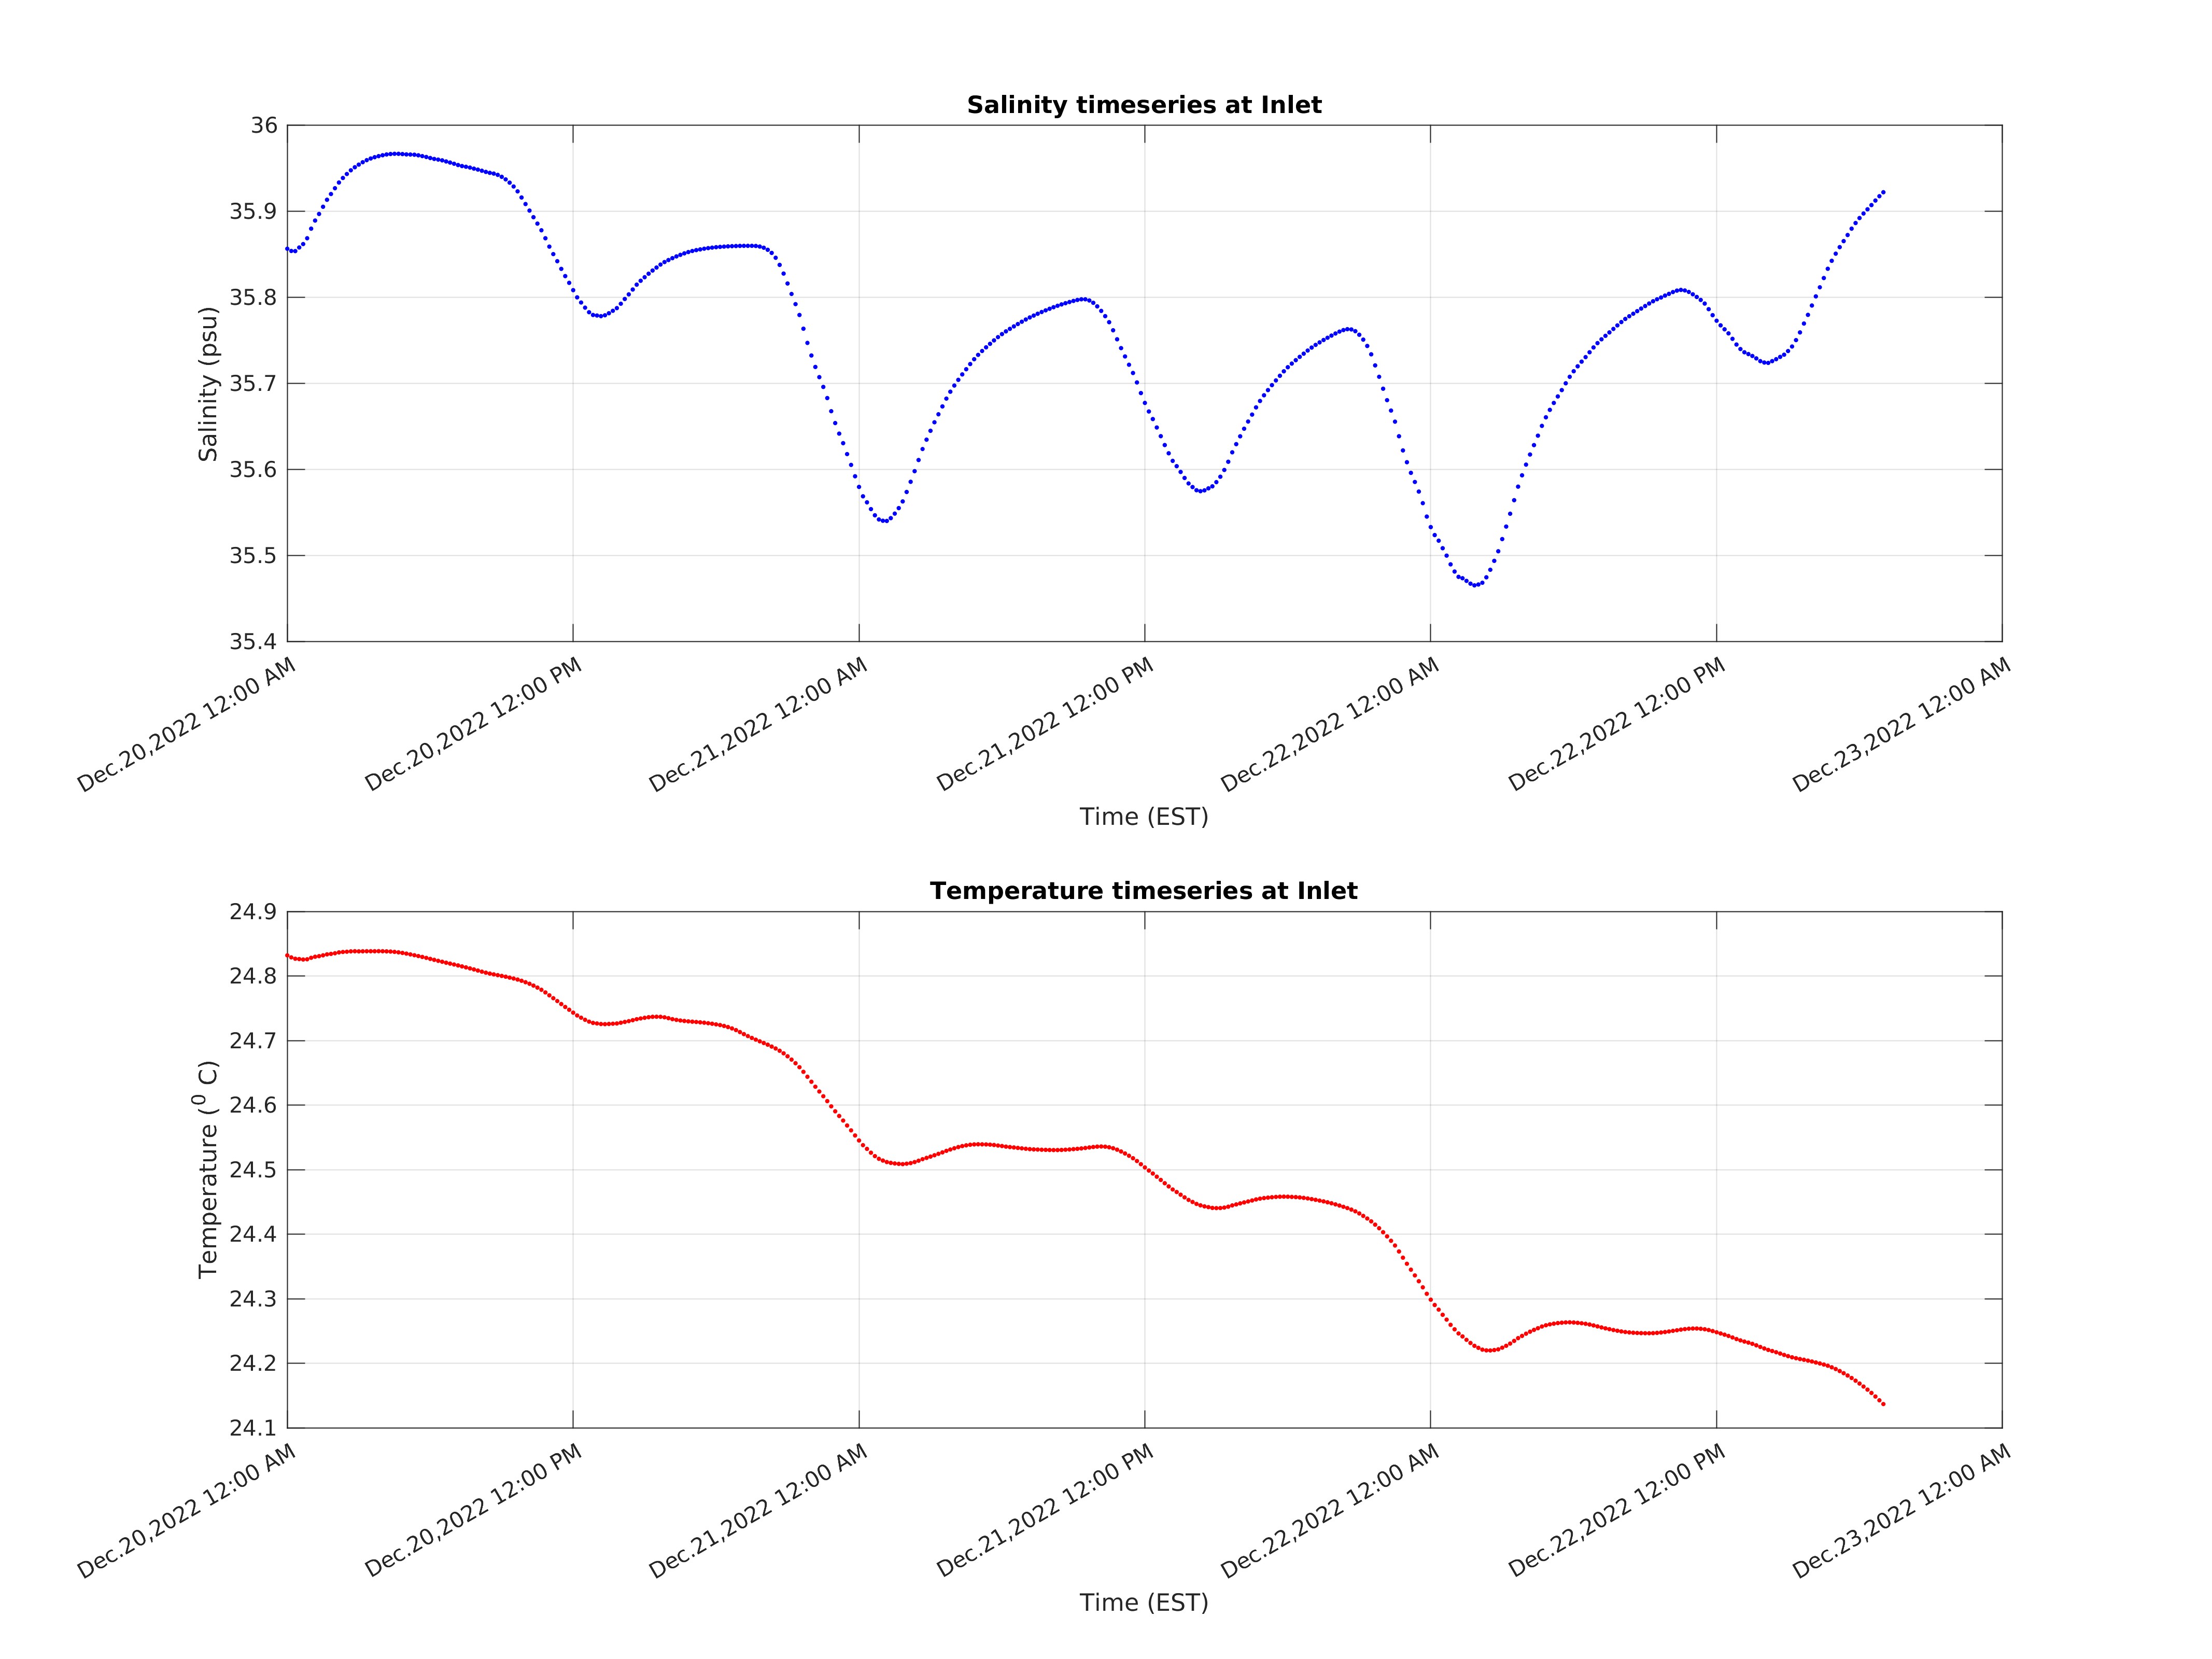 Salinity timeseries at Inlet
Salinity (psu)
36
35.9
35.8
35.7
35.6
35.5
35.4
Dec.20,2022 12:00 AM
Dec.20,2022 12:00 PM
Dec.21,2022 12:00 AM
Dec.21,2022 12:00 PM
Dec.22,2022 12:00 AM
Dec.22,2022 12:00 PM
Dec.23,2022 12:00 AM
Time (EST)
Temperature timeseries at Inlet
Temperature (⁰ C)
24.9
24.8
24.7
24.6
24.5
24.4
24.3
24.2
24.1
Dec.20,2022 12:00 AM
Dec.20,2022 12:00 PM
Dec.21,2022 12:00 AM
Dec.21,2022 12:00 PM
Dec.22,2022 12:00 AM
Dec.22,2022 12:00 PM
Dec.23,2022 12:00 AM
Time (EST)